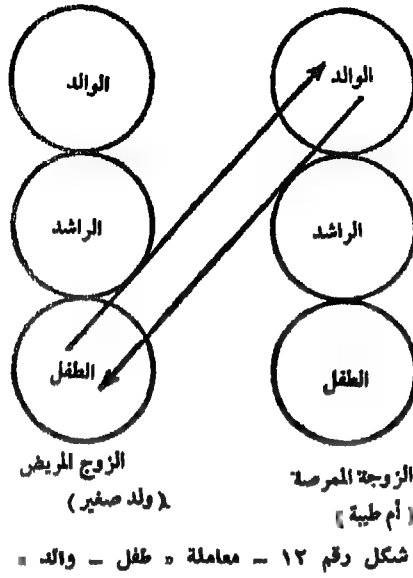 الوالد
الوالد
الراشد
الراشد
الطفل
الطفل
الزوجة الممرضة
الزوج المريض
( أم طيبة )
( ولد صغير )
شكل رقم ١٢ – معاملة « طفل – والد »